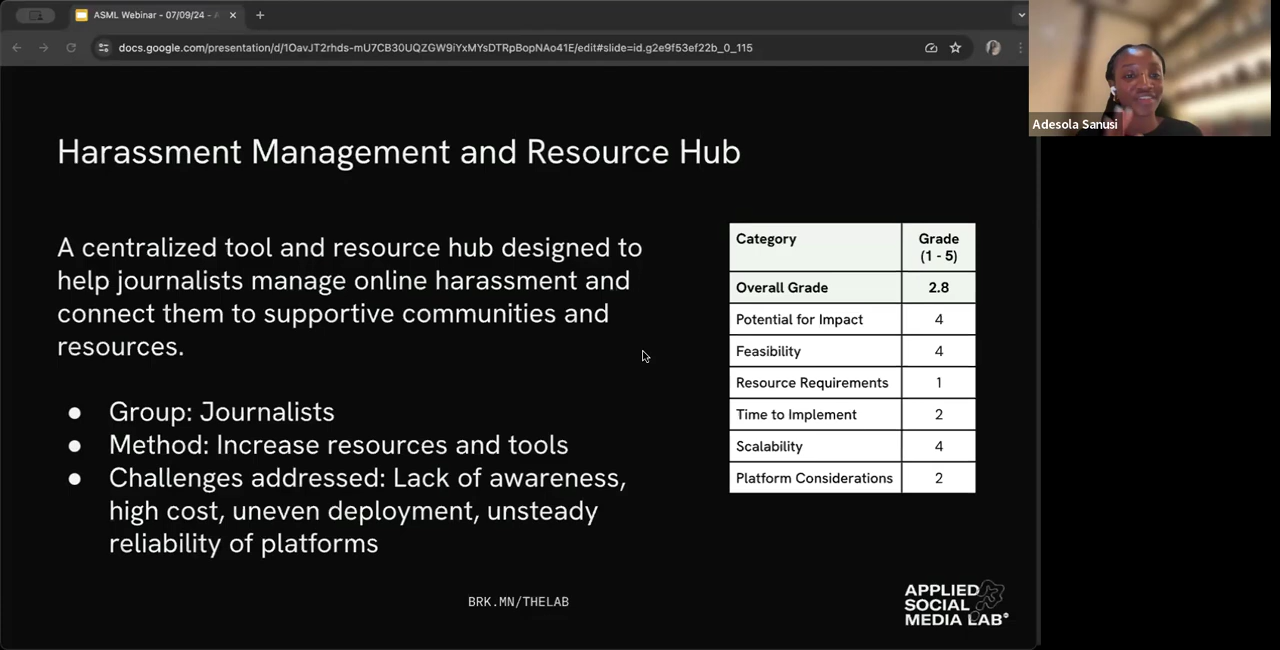 ASML Webinar - 07/09/24 -
docs.google.com/presentation/d/1OavJT2rhds-mU7CB30UQZGW9iYxMYsDTRpBopNAo41E/edit#slide=id.g2e9f53ef22b_0_115
Adesola Sanusi
Harassment Management and Resource Hub
A centralized tool and resource hub designed to
help journalists manage online harassment and
connect them to supportive communities and
resources.
● Group: Journalists
● Method: Increase resources and tools
● Challenges addressed: Lack of awareness,
high cost, uneven deployment, unsteady
reliability of platforms
Category Grade
(1 - 5)
Overall Grade 2.8
Potential for Impact 4
Feasibility 4
Resource Requirements 1
Time to Implement 2
Scalability 4
Platform Considerations 2
BRK.MN/THELAB
APPLIED
SOCIAL
MEDIA LAB